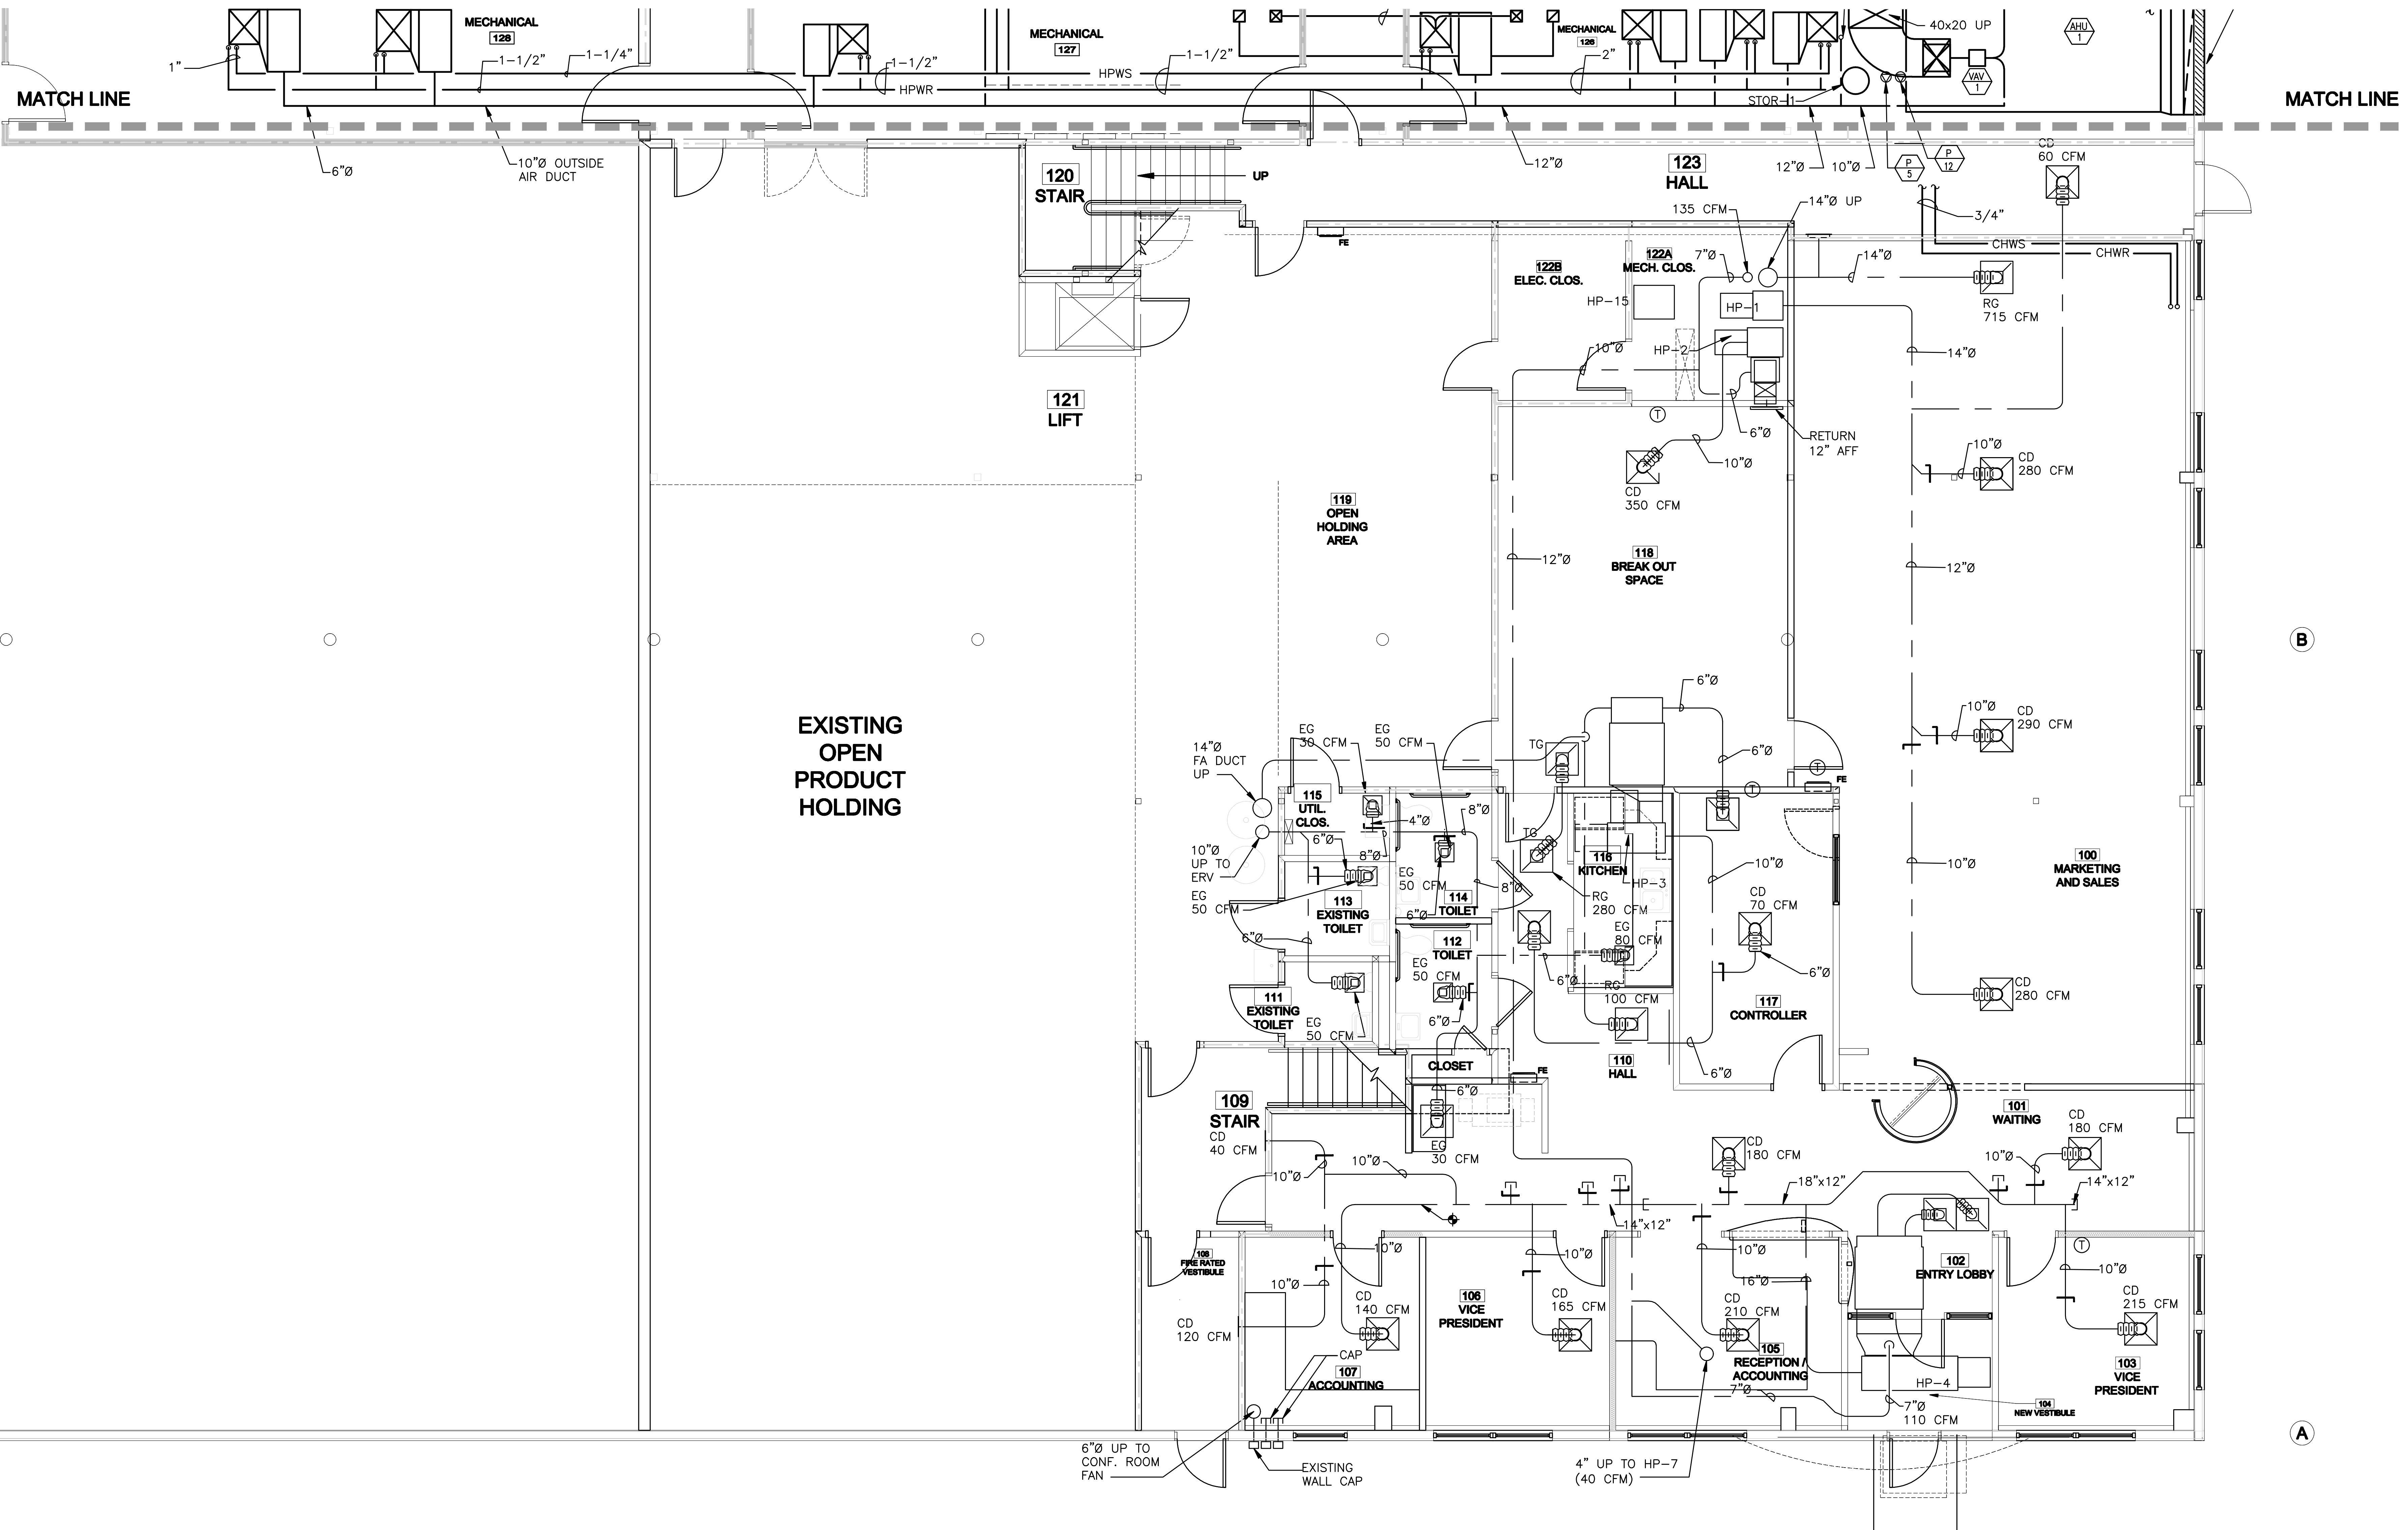 MECHANICAL
128
MECHANICAL
127
MECHANICAL
126
40x20 UP
AHU
1
VAV
1
1"
1-1/2"
1-1/4"
1-1/2"
HPWS
HPWR
1-1/2"
2"
STOR-1
MATCH LINE
MATCH LINE
6"Ø
10"Ø OUTSIDE
AIR DUCT
12"Ø
12"Ø
10"Ø
P
5
P
12
CD
60 CFM
120
STAIR
UP
123
HALL
135 CFM
14"Ø UP
3/4"
CHWS
CHWR
FE
122B
ELEC. CLOS.
122A
MECH. CLOS.
7"Ø
14"Ø
HP-15
HP-1
RG
715 CFM
HP-2
10"Ø
14"Ø
121
LIFT
T
6"Ø
RETURN
12" AFF
10"Ø
10"Ø
CD
280 CFM
CD
350 CFM
119
OPEN
HOLDING
AREA
118
BREAK OUT
SPACE
12"Ø
12"Ø
B
EXISTING
OPEN
PRODUCT
HOLDING
6"Ø
10"Ø
CD
290 CFM
EG
30 CFM
EG
50 CFM
TG
6"Ø
14"Ø
FA DUCT
UP
T
T
FE
115
UTIL.
CLOS.
4"Ø
8"Ø
TG
6"Ø
8"Ø
10"Ø
UP TO
ERV
116
KITCHEN
HP-3
10"Ø
10"Ø
100
MARKETING
AND SALES
EG
50 CFM
EG
50 CFM
8"Ø
RG
280 CFM
CD
70 CFM
113
EXISTING
TOILET
114
TOILET
6"Ø
6"Ø
112
TOILET
EG
80 CFM
EG
50 CFM
6"Ø
6"Ø
RG
100 CFM
CD
280 CFM
111
EXISTING
TOILET
EG
50 CFM
6"Ø
117
CONTROLLER
CLOSET
FE
110
HALL
6"Ø
6"Ø
109
STAIR
CD
40 CFM
EG
30 CFM
101
WAITING
CD
180 CFM
CD
180 CFM
10"Ø
10"Ø
10"Ø
18"x12"
14"x12"
14"x12"
108
FIRE RATED
VESTIBULE
10"Ø
10"Ø
10"Ø
10"Ø
16"Ø
102
ENTRY LOBBY
T
10"Ø
CD
120 CFM
CD
140 CFM
106
VICE
PRESIDENT
CD
165 CFM
CD
210 CFM
CD
215 CFM
CAP
107
ACCOUNTING
105
RECEPTION /
ACCOUNTING
7"Ø
HP-4
103
VICE
PRESIDENT
7"Ø
110 CFM
104
NEW VESTIBULE
A
6"Ø UP TO
CONF. ROOM
FAN
EXISTING
WALL CAP
4" UP TO HP-7
(40 CFM)